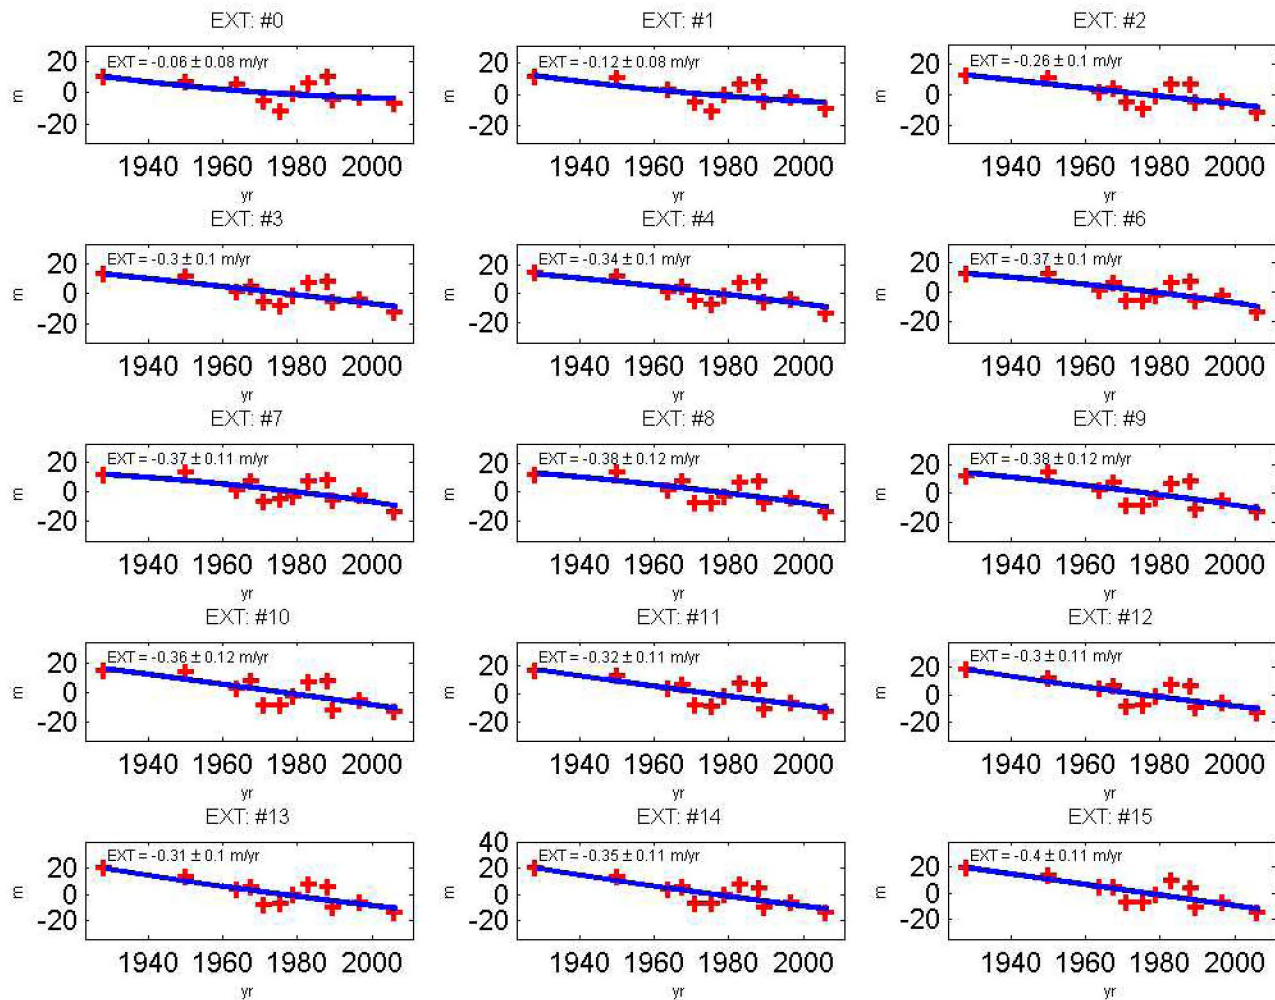 EXT: #0
EXT = -0.06 ± 0.08 m/yr
20
0
-20
m
1940 1960 1980 2000
yr
EXT: #1
EXT = -0.12 ± 0.08 m/yr
20
0
-20
m
1940 1960 1980 2000
yr
EXT: #2
EXT = -0.26 ± 0.1 m/yr
20
0
-20
m
1940 1960 1980 2000
yr
EXT: #3
EXT = -0.3 ± 0.1 m/yr
20
0
-20
m
1940 1960 1980 2000
yr
EXT: #4
EXT = -0.34 ± 0.1 m/yr
20
0
-20
m
1940 1960 1980 2000
yr
EXT: #6
EXT = -0.37 ± 0.1 m/yr
20
0
-20
m
1940 1960 1980 2000
yr
EXT: #7
EXT = -0.37 ± 0.11 m/yr
20
0
-20
m
1940 1960 1980 2000
yr
EXT: #8
EXT = -0.38 ± 0.12 m/yr
20
0
-20
m
1940 1960 1980 2000
yr
EXT: #9
EXT = -0.38 ± 0.12 m/yr
20
0
-20
m
1940 1960 1980 2000
yr
EXT: #10
EXT = -0.36 ± 0.12 m/yr
20
0
-20
m
1940 1960 1980 2000
yr
EXT: #11
EXT = -0.32 ± 0.11 m/yr
20
0
-20
m
1940 1960 1980 2000
yr
EXT: #12
EXT = -0.3 ± 0.11 m/yr
20
0
-20
m
1940 1960 1980 2000
yr
EXT: #13
EXT = -0.31 ± 0.1 m/yr
20
0
-20
m
1940 1960 1980 2000
yr
EXT: #14
EXT = -0.35 ± 0.11 m/yr
40
20
0
-20
m
1940 1960 1980 2000
yr
EXT: #15
EXT = -0.4 ± 0.11 m/yr
20
0
-20
m
1940 1960 1980 2000
yr